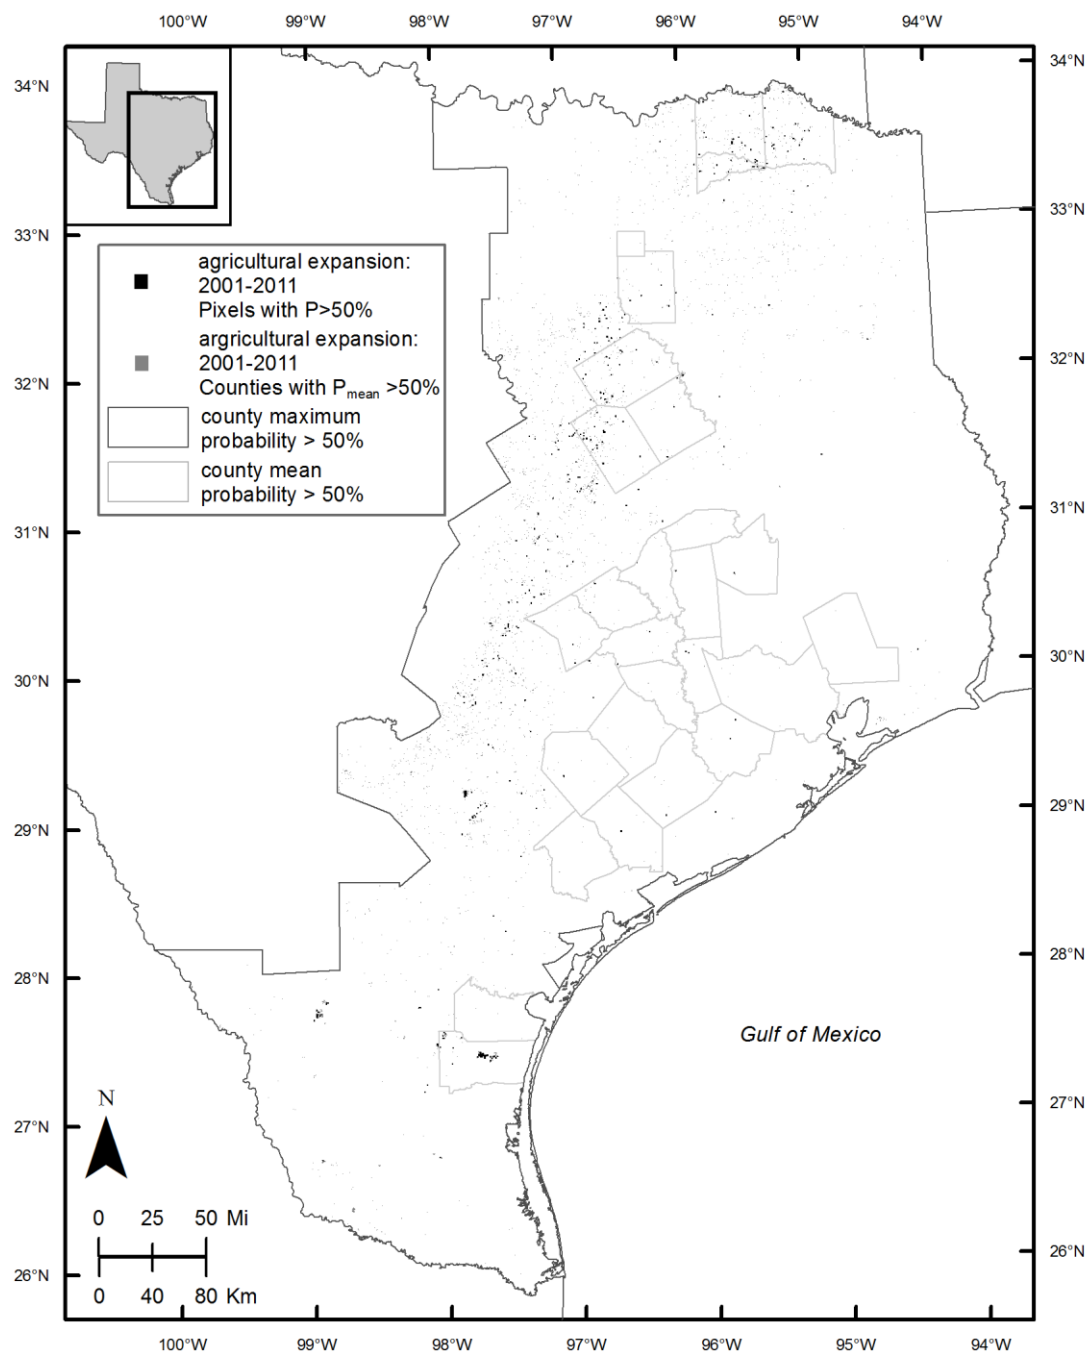 100°W 99°W 98°W 97°W 96°W 95°W 94°W
34°N
34°N
33°N
33°N
32°N
32°N
31°N
31°N
30°N
30°N
29°N
29°N
28°N
28°N
27°N
27°N
26°N
26°N
agricultural expansion:
2001-2011
Pixels with P>50%
argricultural expansion:
2001-2011
Counties with Pmean >50%
county maximum
probability > 50%
county mean
probability > 50%
Gulf of Mexico
N
0 25 50 Mi
0 40 80 Km
100°W 99°W 98°W 97°W 96°W 95°W 94°W